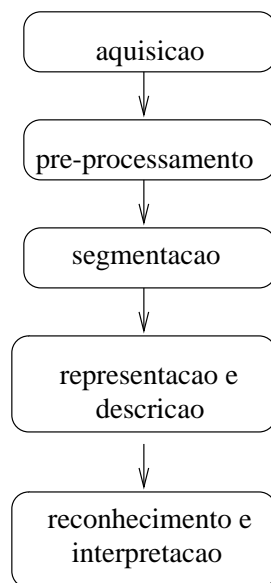 aquisicao
pre-processamento
segmentacao
representacao e
descricao
reconhecimento e
interpretacao